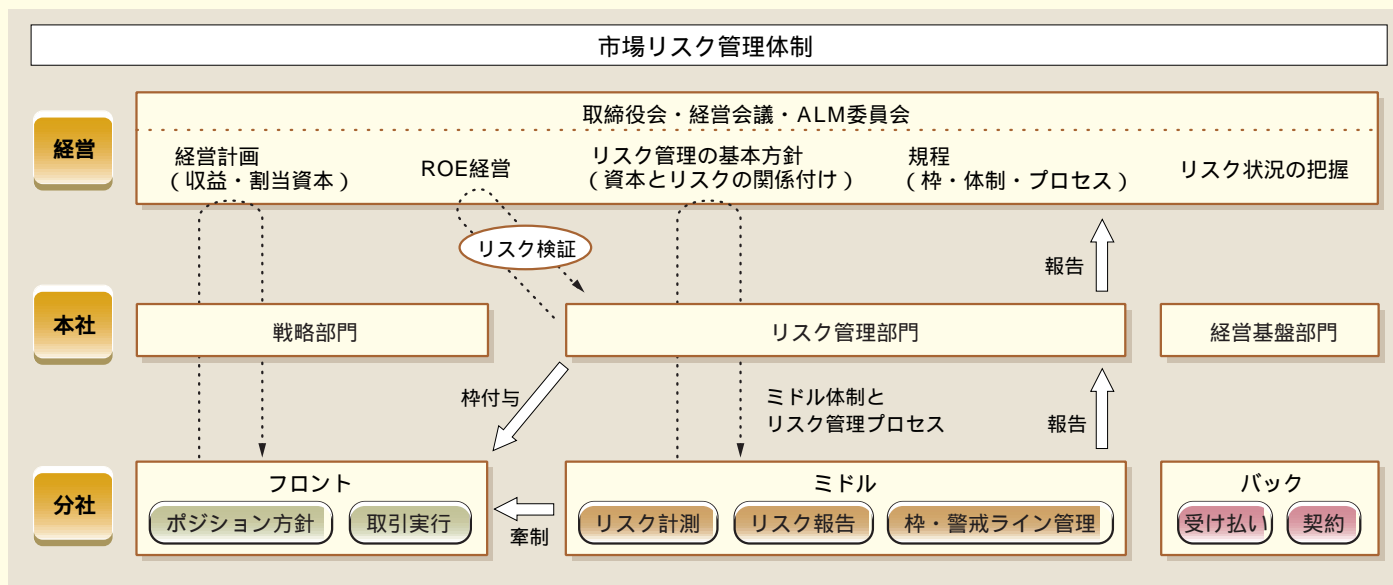 市場リスク管理体制
経営
取締役会・経営会議・ALM委員会
経営計画
(収益・割当資本)
ROE経営
リスク管理の基本方針
(資本とリスクの関係付け)
規程
(枠・体制・プロセス)
リスク状況の把握
リスク検証
報告
本社
戦略部門
リスク管理部門
経営基盤部門
枠付与
ミドル体制と
リスク管理プロセス
報告
分社
フロント
ポジション方針
取引実行
牽制
ミドル
リスク計測
リスク報告
枠・警戒ライン管理
バック
受け払い
契約